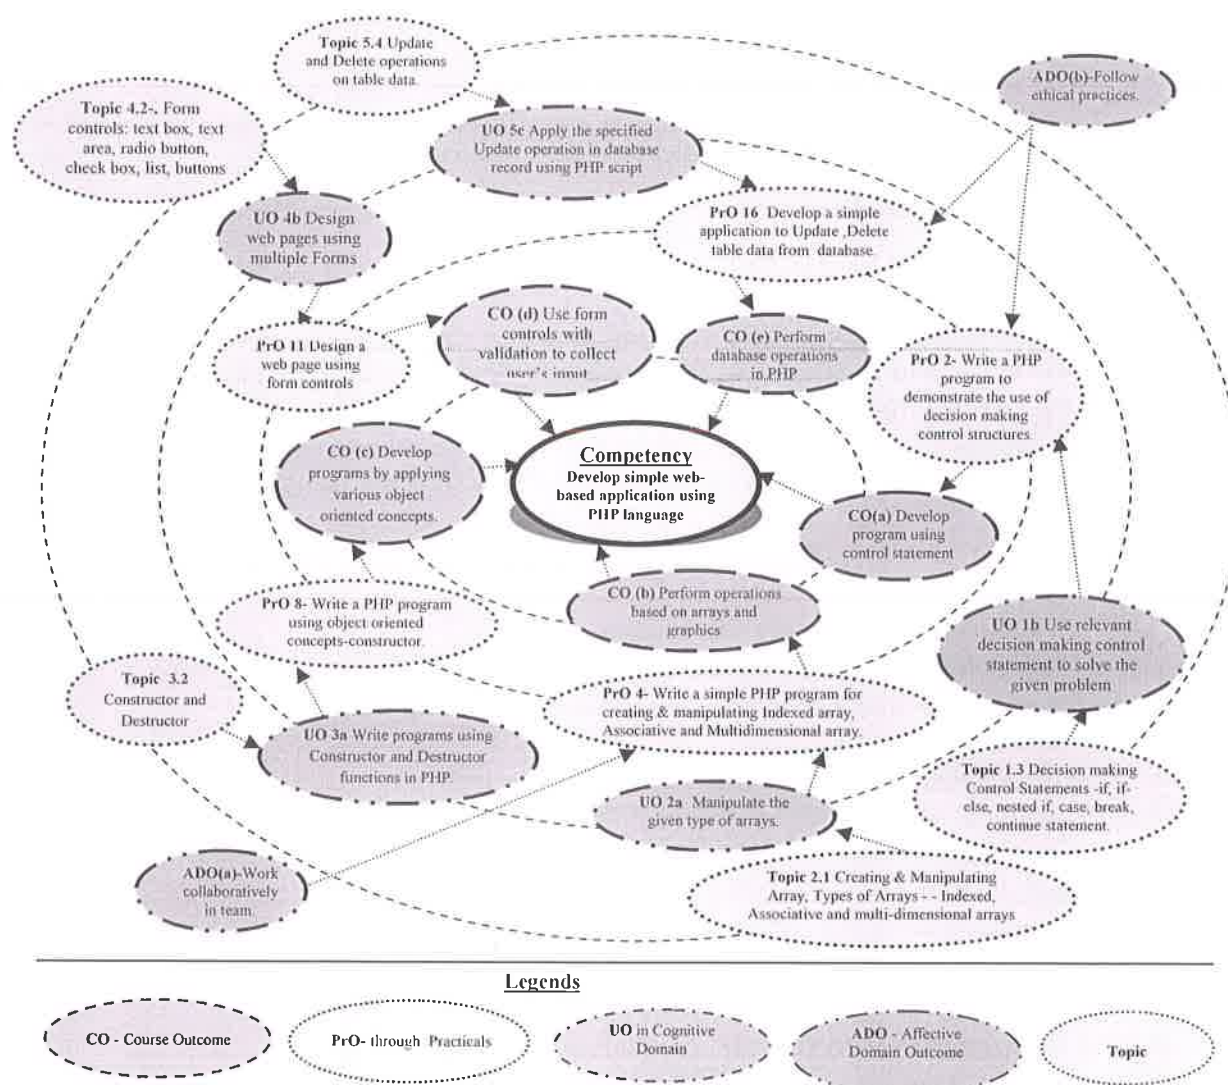 Topic 5.4 Update
and Delete operations
on table data.
ADO(b)-Follow
ethical practices.
Topic 4.2-. Form
controls: text box, text
area, radio button,
check box, list, buttons
UO 5c Apply the specified
Update operation in database
record using PHP script
UO 4b Design
web pages using
multiple Forms
PrO 16 Develop a simple
application to Update ,Delete
table data from database.
CO (d) Use form
controls with
validation to collect
user's input
CO (e) Perform
database operations
in PHP
PrO 11 Design a
web page using
form controls
PrO 2- Write a PHP
program to
demonstrate the use of
decision making
control structures.
CO (c) Develop
programs by applying
various object
oriented concepts.
Competency
Develop simple web-
based application using
PHP language
CO(a) Develop
program using
control statement
CO (b) Perform operations
based on arrays and
graphics
PrO 8- Write a PHP program
using object oriented
concepts-constructor.
UO 1b Use relevant
decision making control
statement to solve the
given problem
Topic 3.2
Constructor and
Destructor
PrO 4- Write a simple PHP program for
creating & manipulating Indexed array,
Associative and Multidimensional array.
UO 3a Write programs using
Constructor and Destructor
functions in PHP
Topic 1.3 Decision making
Control Statements -if, if-
else, nested if, case, break,
continue statement.
UO 2a Manipulate the
given type of arrays.
ADO(a)-Work
collaboratively
in team.
Topic 2.1 Creating & Manipulating
Array, Types of Arrays - - Indexed,
Associative and multi-dimensional arrays
Legends
CO - Course Outcome
PrO- through Practicals
UO in Cognitive
Domain
ADO - Affective
Domain Outcome
Topic